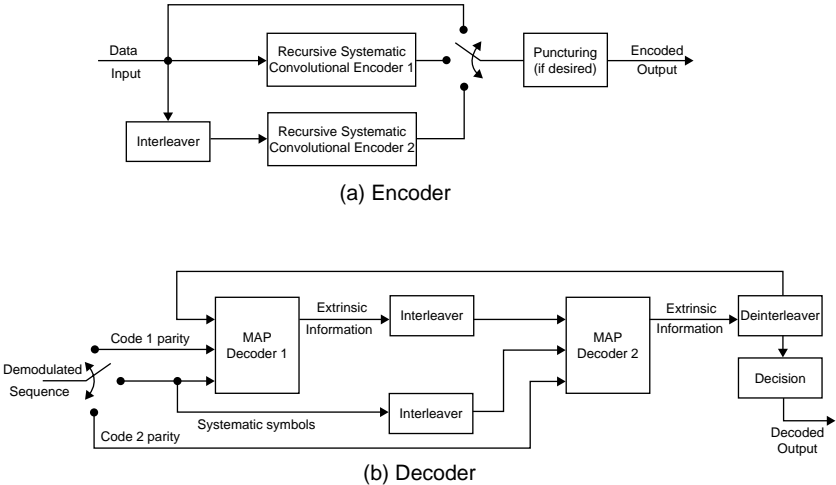 Data
Input
Recursive Systematic
Convolutional Encoder 1
Puncturing
(if desired)
Encoded
Output
Interleaver
Recursive Systematic
Convolutional Encoder 2
(a) Encoder
Demodulated
Sequence
Code 1 parity
MAP
Decoder 1
Extrinsic
Information
Interleaver
MAP
Decoder 2
Extrinsic
Information
Deinterleaver
Decision
Systematic symbols
Interleaver
Code 2 parity
Decoded
Output
(b) Decoder